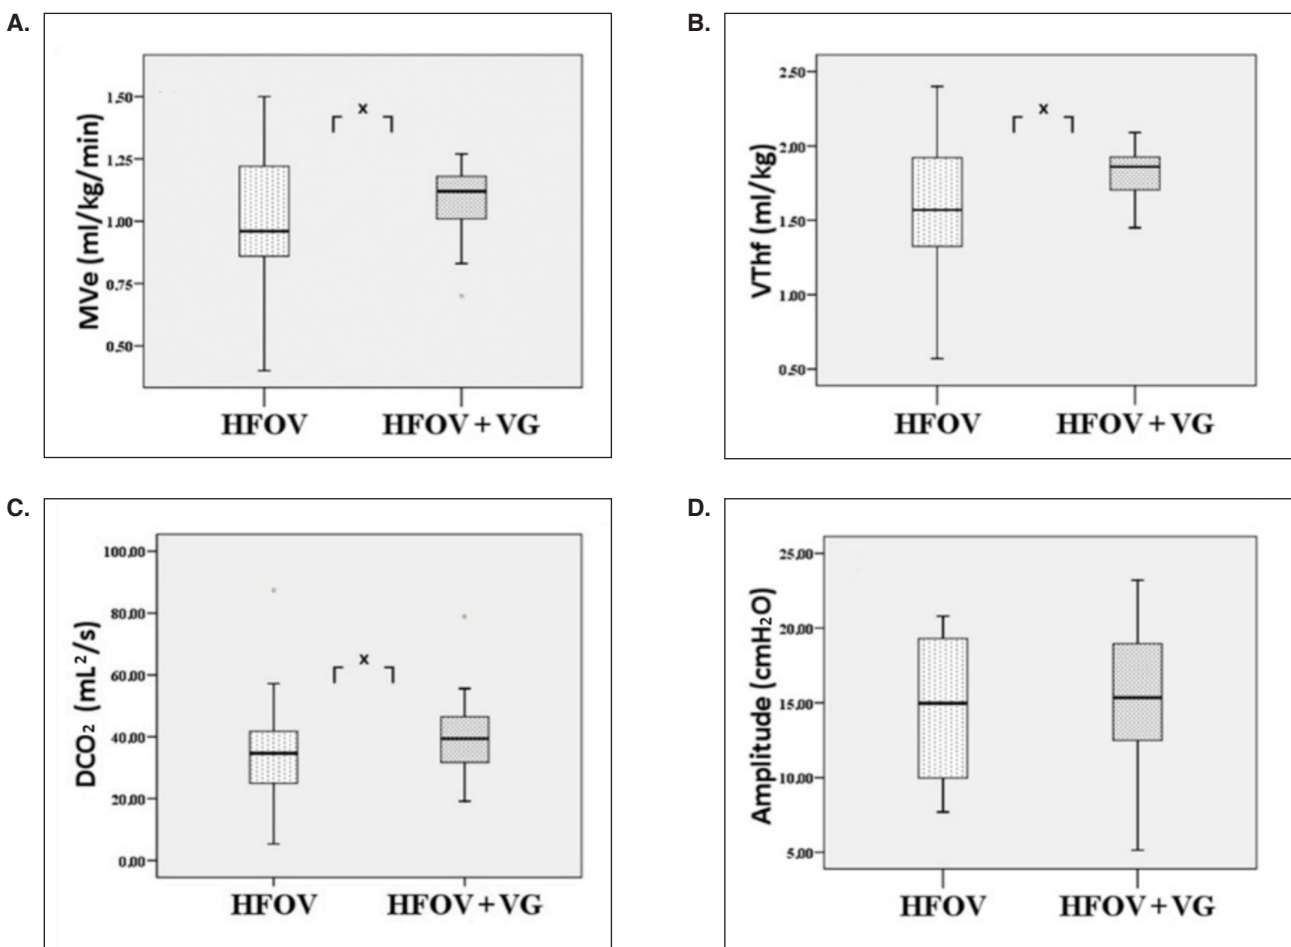 A.
MVe (ml/kg/min)
1.50
1.25
1.00
0.75
0.50
x
HFOV
HFOV + VG
B.
VThf (ml/kg)
2.50
2.00
1.50
1.00
0.50
x
HFOV
HFOV + VG
C.
DCO₂ (mL²/s)
100.00
80.00
60.00
40.00
20.00
0.00
x
HFOV
HFOV + VG
D.
Amplitude (cmH₂O)
25.00
20.00
15.00
10.00
5.00
HFOV
HFOV + VG